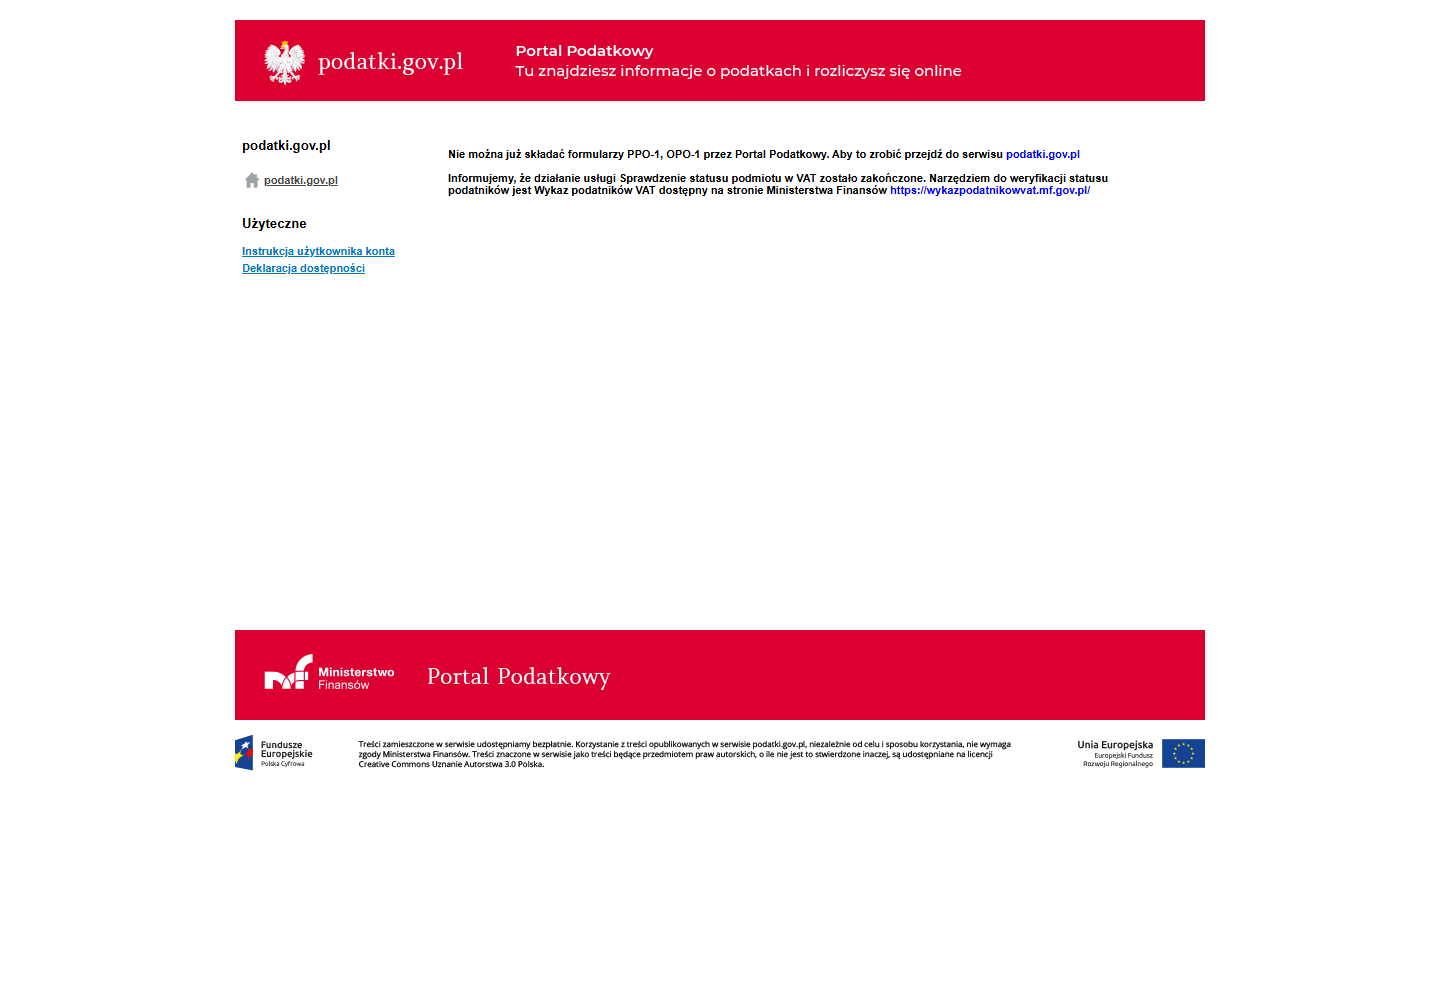 podatki.gov.pl
Portal Podatkowy
Tu znajdziesz informacje o podatkach i rozliczysz się online
podatki.gov.pl
podatki.gov.pl
Użyteczne
Instrukcja użytkownika konta
Deklaracja dostępności
Nie można już składać formularzy PPO-1, OPO-1 przez Portal Podatkowy. Aby to zrobić przejdź do serwisu podatki.gov.pl
Informujemy, że działanie usługi Sprawdzenie statusu podmiotu w VAT zostało zakończone. Narzędziem do weryfikacji statusu
podatników jest Wykaz podatników VAT dostępny na stronie Ministerstwa Finansów https://wykazpodatnikowvat.mf.gov.pl/
Ministerstwo
Finansów
Portal Podatkowy
Fundusze
Europejskie
Polska Cyfrowa
Treści zamieszczone w serwisie udostępniamy bezpłatnie. Korzystanie z treści opublikowanych w serwisie podatki.gov.pl, niezależnie od celu i sposobu korzystania, nie wymaga
zgody Ministerstwa Finansów. Treści znaczone w serwisie jako treści będące przedmiotem praw autorskich, o ile nie jest to stwierdzone inaczej, są udostępniane na licencji
Creative Commons Uznanie Autorstwa 3.0 Polska.
Unia Europejska
Europejski Fundusz
Rozwoju Regionalnego